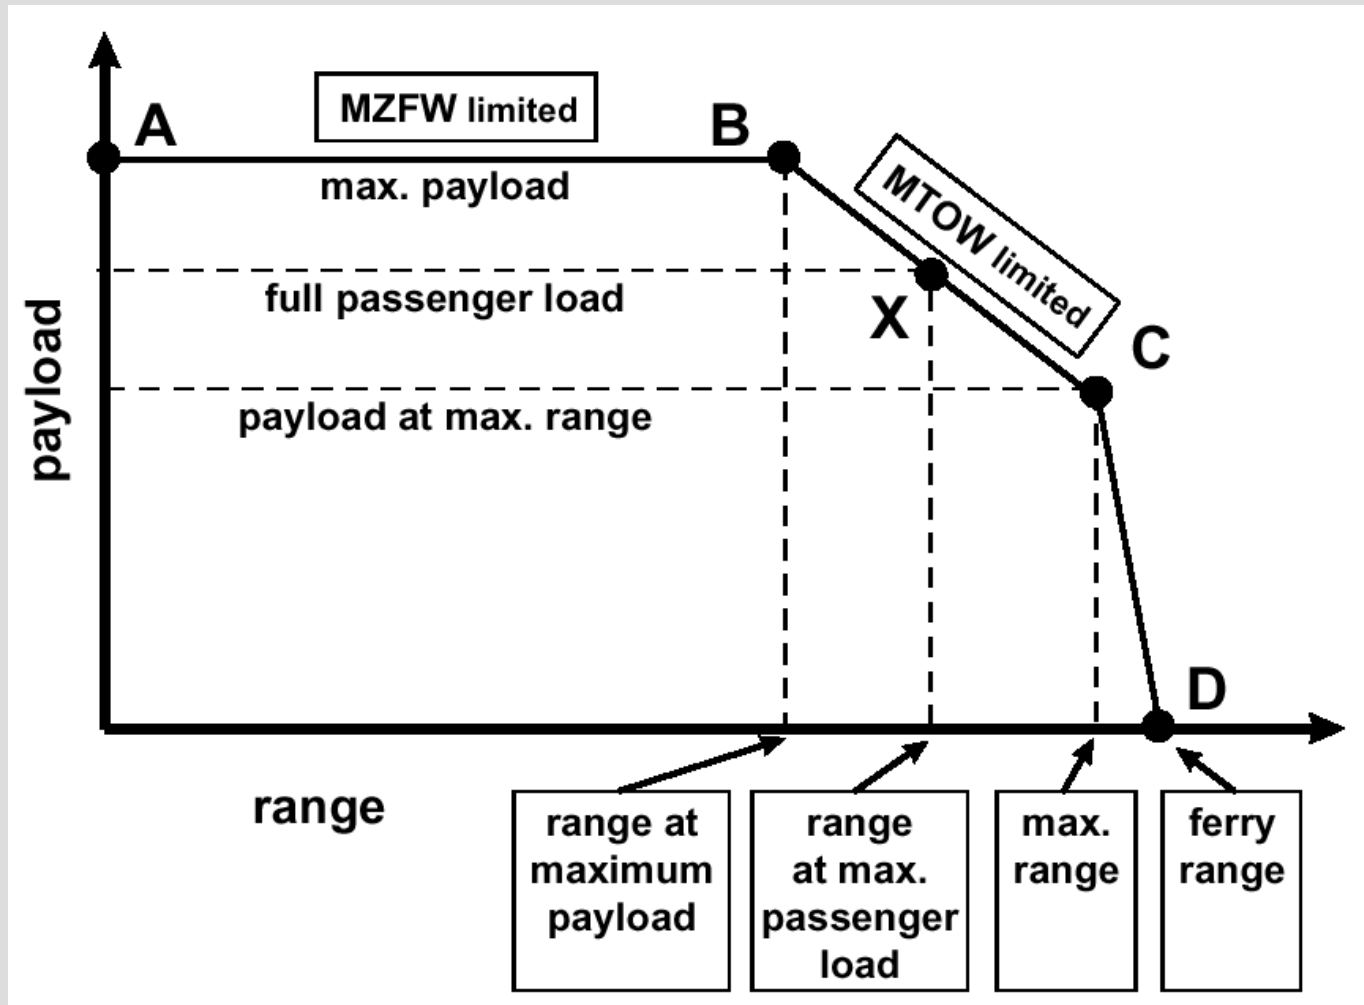 A
MZFW limited
B
max. payload
MTOW limited
full passenger load
X
C
payload
payload at max. range
D
range
range at
maximum
payload
range
at max.
passenger
load
max.
range
ferry
range